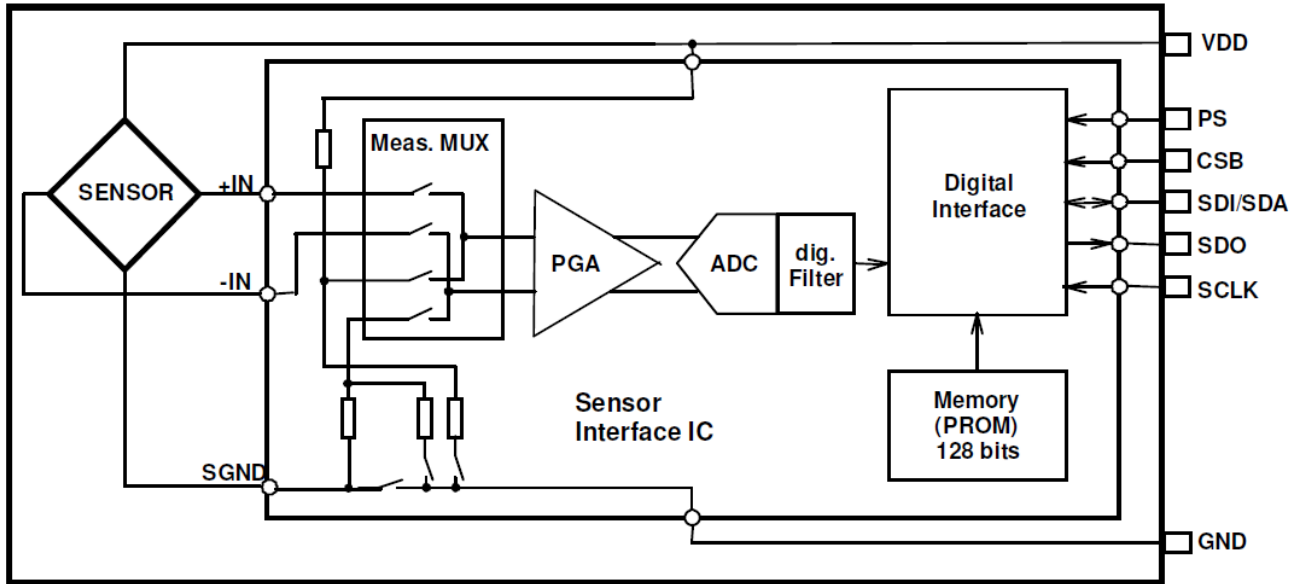 VDD
PS
CSB
SDI/SDA
SDO
SCLK
GND
SENSOR
+IN
-IN
SGND
Meas. MUX
PGA
ADC
dig.
Filter
Digital
Interface
Memory
(PROM)
128 bits
Sensor
Interface IC